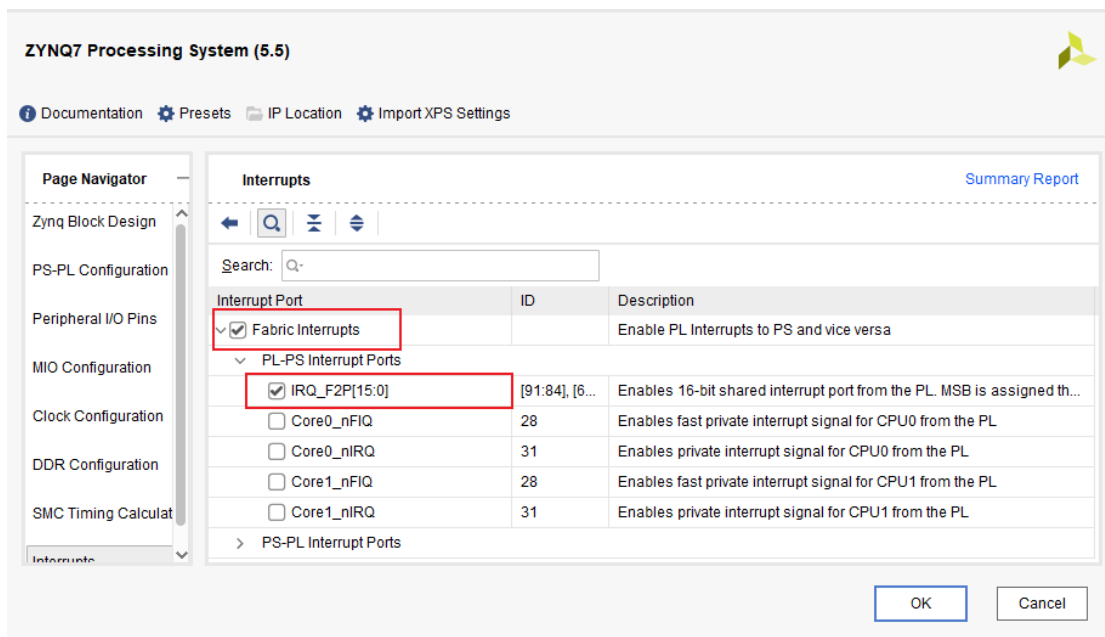 ZYNQ7 Processing System (5.5)
Documentation Presets IP Location Import XPS Settings
Page Navigator
Zynq Block Design
PS-PL Configuration
Peripheral I/O Pins
MIO Configuration
Clock Configuration
DDR Configuration
SMC Timing Calculat
Interrupts
Interrupts Summary Report
Search:
Interrupt Port ID Description
Fabric Interrupts Enable PL Interrupts to PS and vice versa
PL-PS Interrupt Ports
IRQ_F2P[15:0] [91:84], [6... Enables 16-bit shared interrupt port from the PL. MSB is assigned th...
Core0_nFIQ 28 Enables fast private interrupt signal for CPU0 from the PL
Core0_nIRQ 31 Enables private interrupt signal for CPU0 from the PL
Core1_nFIQ 28 Enables fast private interrupt signal for CPU1 from the PL
Core1_nIRQ 31 Enables private interrupt signal for CPU1 from the PL
PS-PL Interrupt Ports
OK Cancel